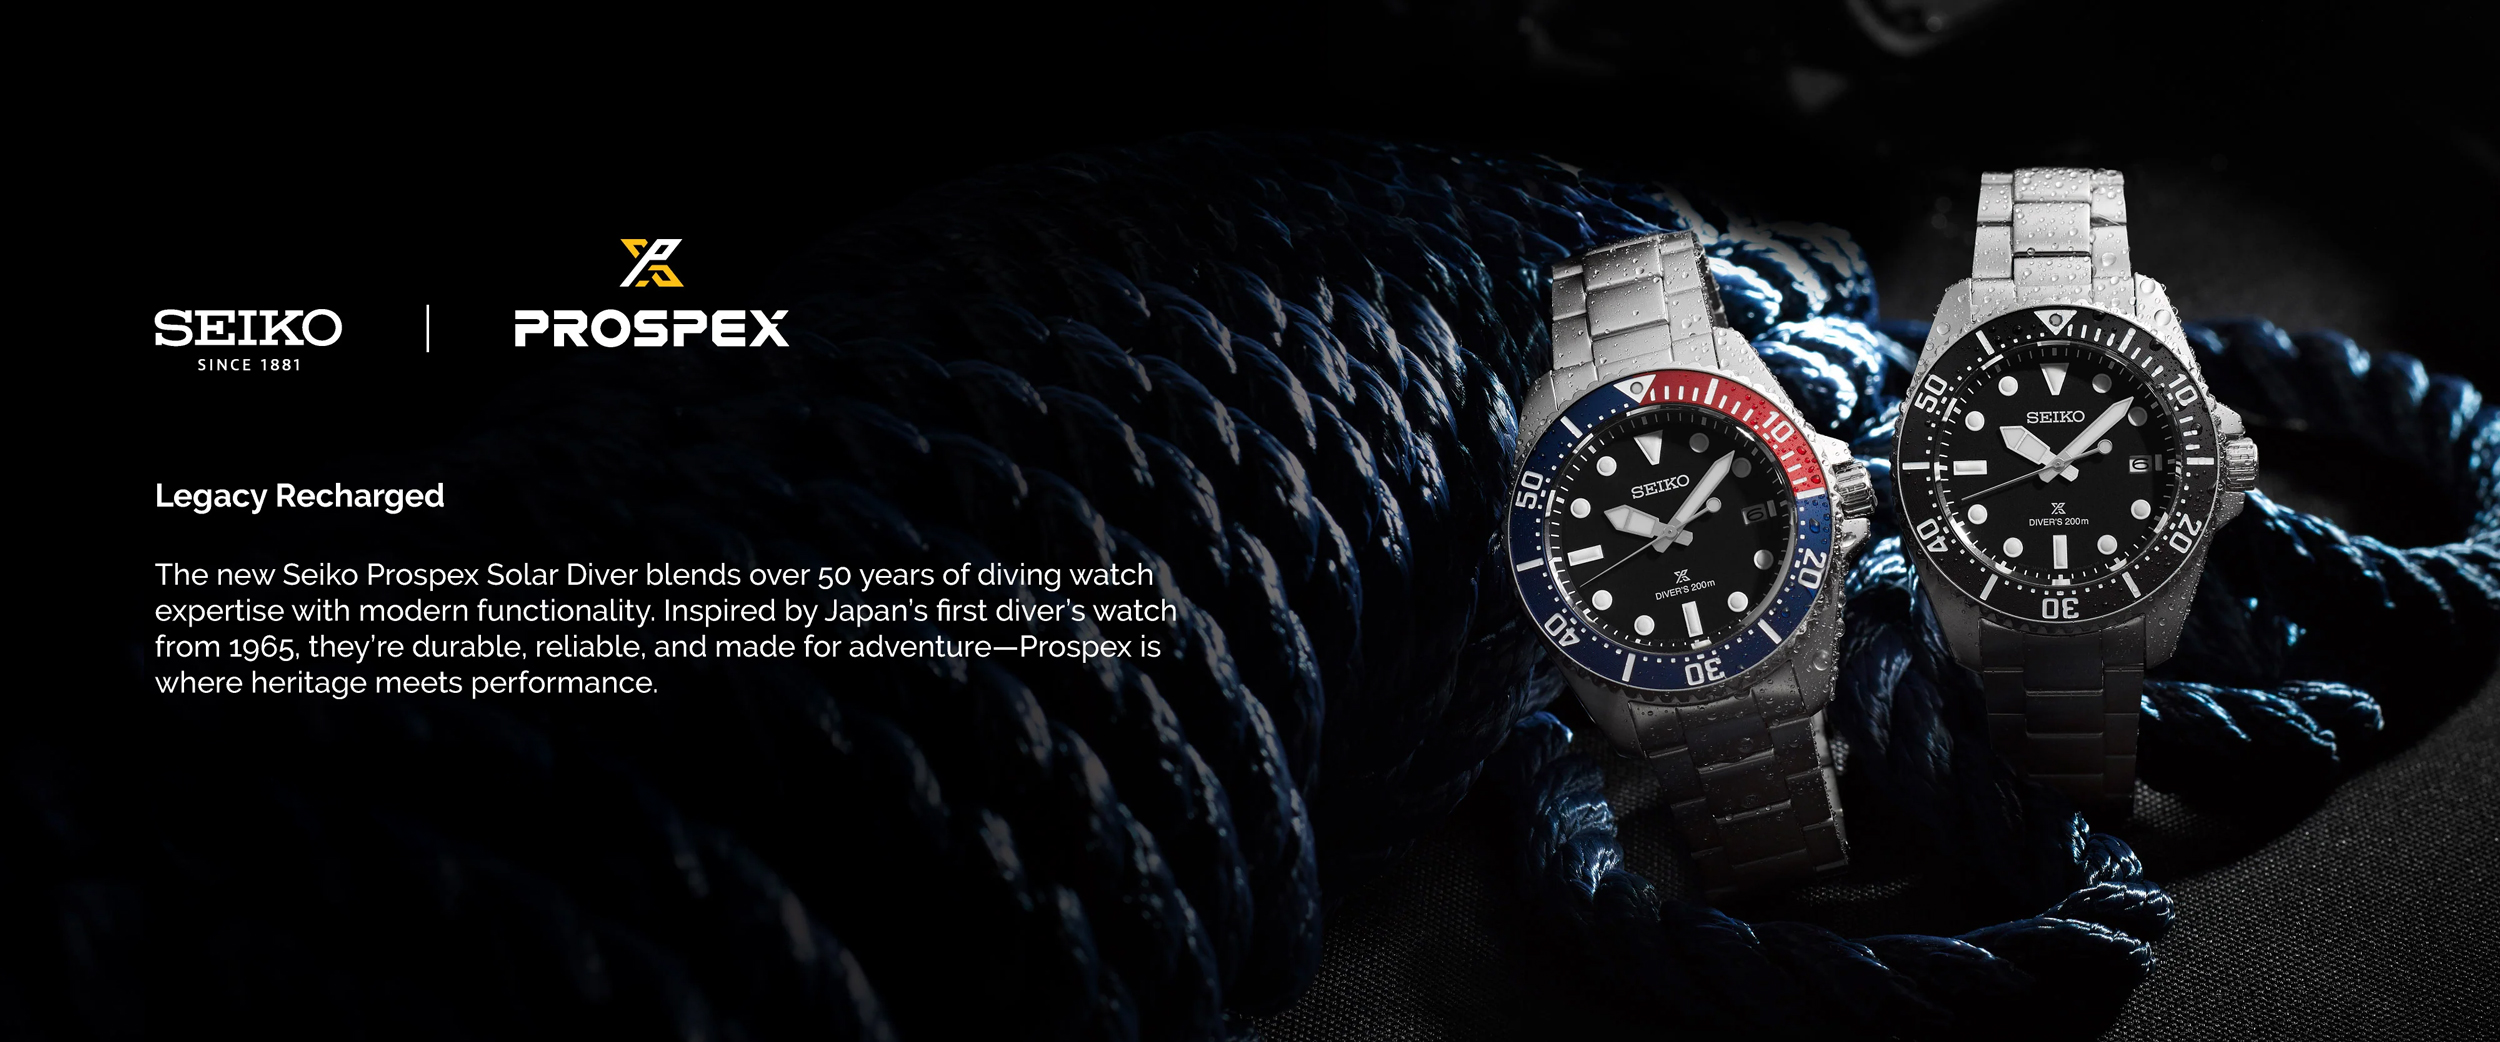 SEIKO
SINCE 1881
PROSPEX
Legacy Recharged
The new Seiko Prospex Solar Diver blends over 50 years of diving watch
expertise with modern functionality. Inspired by Japan's first diver's watch
from 1965, they're durable, reliable, and made for adventure—Prospex is
where heritage meets performance.
10
20
30
40
50
SEIKO
6
DIVER'S 200m
10
20
30
40
50
SEIKO
6
DIVER'S 200m